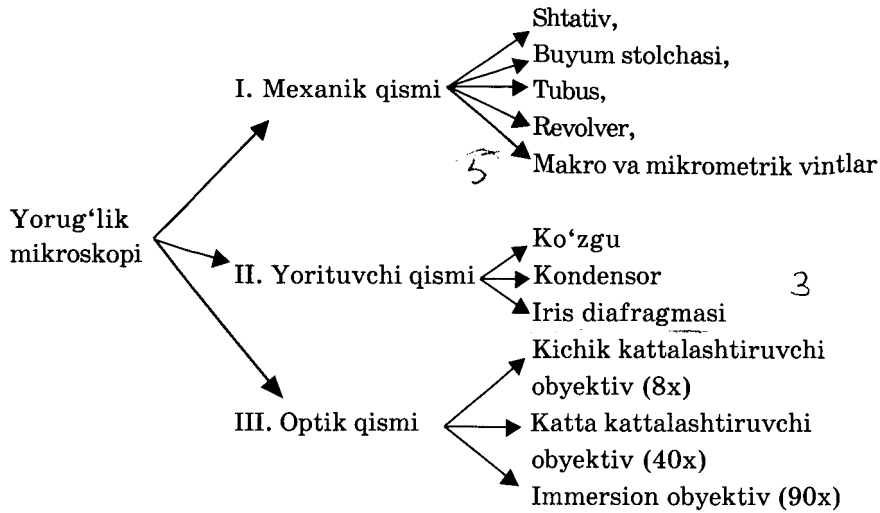 Yorug‘lik
mikroskopi
I. Mexanik qismi
Shtativ,
Buyum stolchasi,
Tubus,
Revolver,
Makro va mikrometrik vintlar
5
II. Yorituvchi qismi
Ko‘zgu
Kondensor
Iris diafragmasi
3
III. Optik qismi
Kichik kattalashtiruvchi
obyektiv (8x)
Katta kattalashtiruvchi
obyektiv (40x)
Immersion obyektiv (90x)